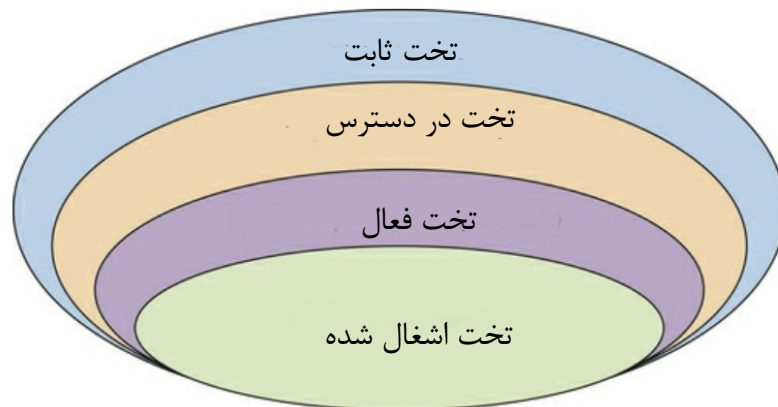 تخت ثابت
تخت در دسترس
تخت فعال
تخت اشغال شده